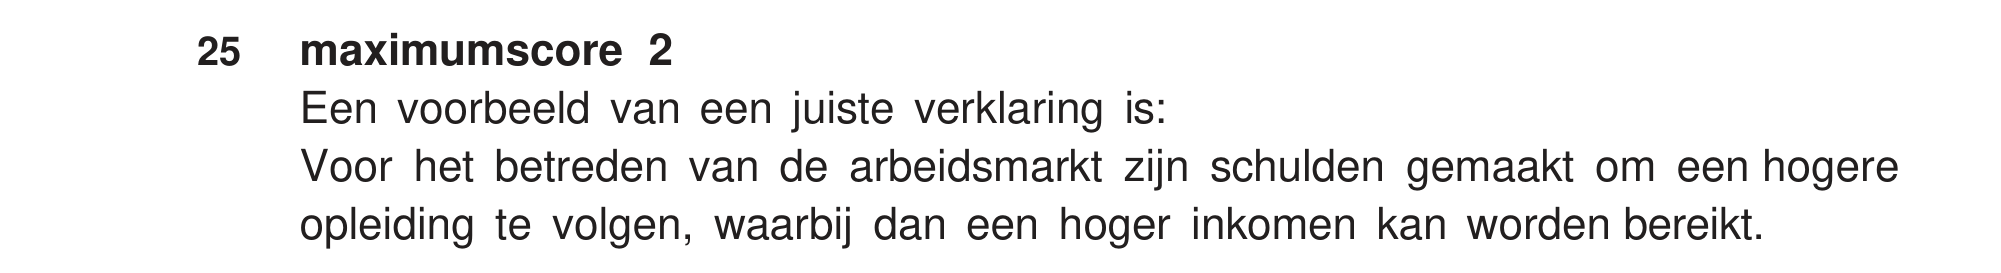 25 maximumscore 2
Een voorbeeld van een juiste verklaring is:
Voor het betreden van de arbeidsmarkt zijn schulden gemaakt om een hogere
opleiding te volgen, waarbij dan een hoger inkomen kan worden bereikt.